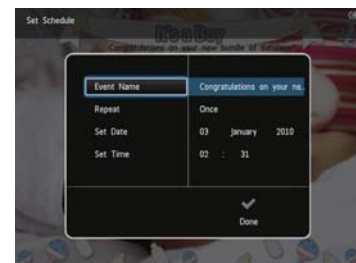 Set Schedule
It's a Boy
Congratulations on your new bundle of
Event Name
Congratulations on your ne..
Repeat
Once
Set Date
03 January 2010
Set Time
02 : 31
Done